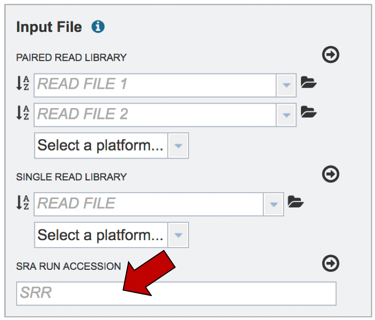 Input File
PAIRED READ LIBRARY
READ FILE 1
READ FILE 2
Select a platform...
SINGLE READ LIBRARY
READ FILE
Select a platform...
SRA RUN ACCESSION
SRR